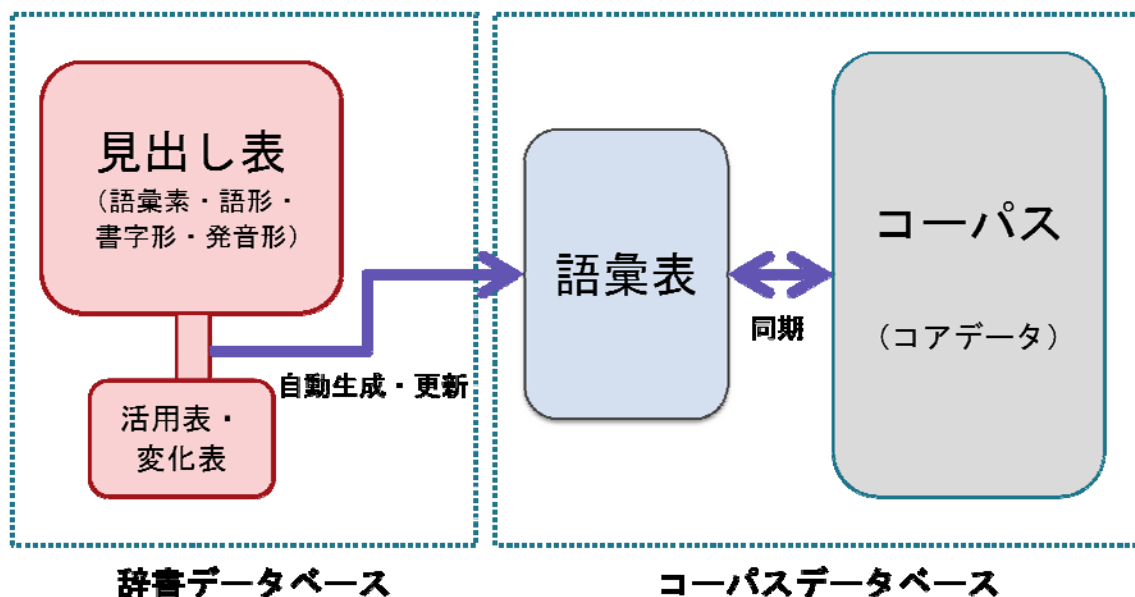 見出し表
（語彙素・語形・
書字形・発音形）
活用表・
変化表
自動生成・更新
辞書データベース
語彙表
同期
コーパス
（コアデータ）
コーパスデータベース